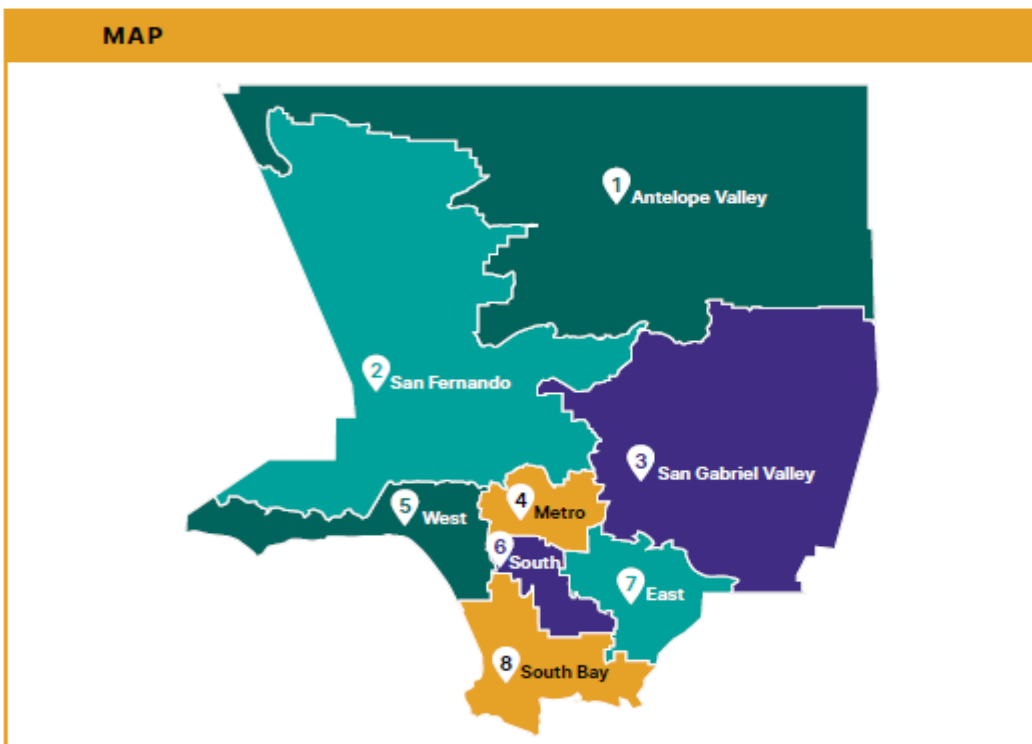 MAP
1 Antelope Valley
2 San Fernando
3 San Gabriel Valley
4 Metro
5 West
6 South
7 East
8 South Bay